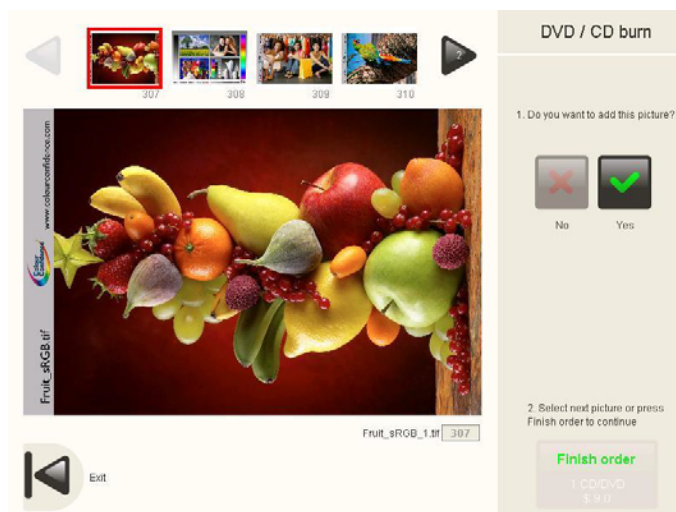 DVD / CD burn
?
307
308
309
310
1. Do you want to add this picture?
No
Yes
www.colourconfidence.com
Colour
Confidence
Fruit_sRGB.tif
Fruit_sRGB_1.tif 307
2. Select next picture or press
Finish order to continue
Finish order
1 CD/DVD
Exit